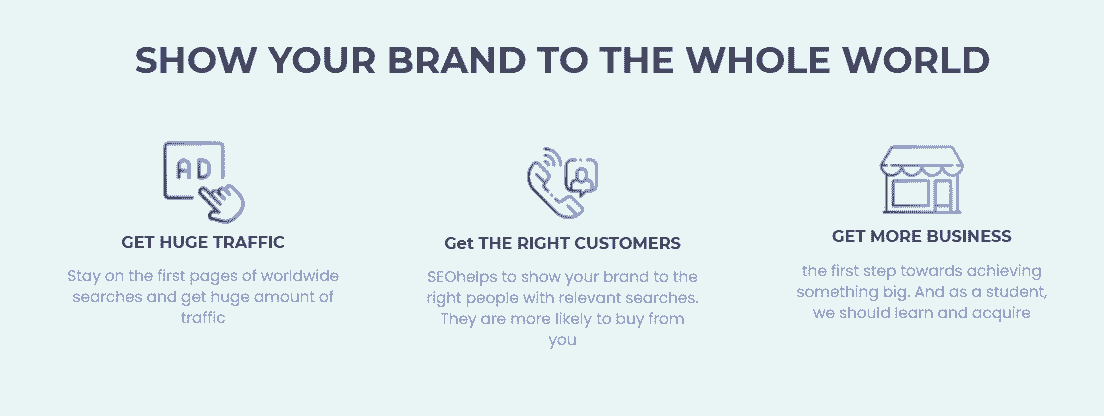 SHOW YOUR BRAND TO THE WHOLE WORLD
AD
GET HUGE TRAFFIC
Stay on the first pages of worldwide
searches and get huge amount of
traffic
Get THE RIGHT CUSTOMERS
SEOhelps to show your brand to the
right people with relevant searches.
They are more likely to buy from
you
GET MORE BUSINESS
the first step towards achieving
something big. And as a student,
we should learn and acquire